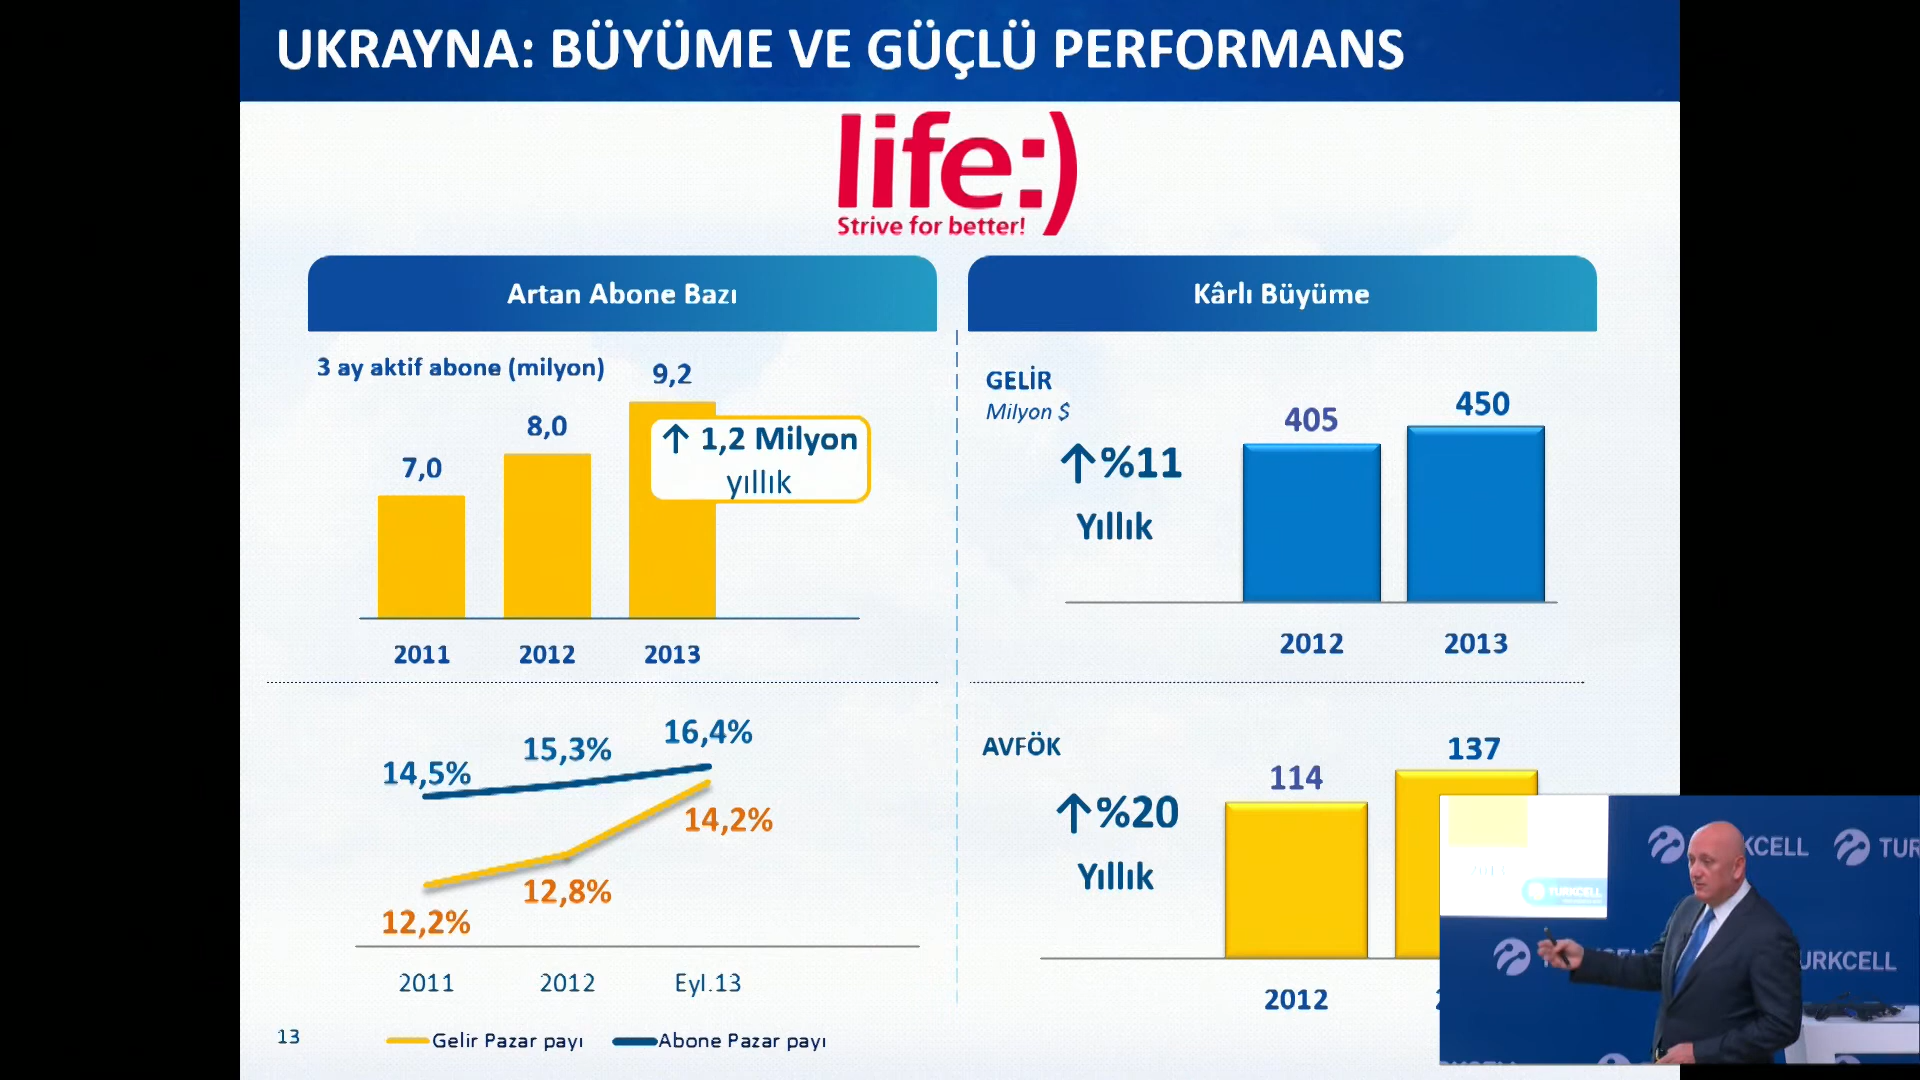 UKRAYNA: BÜYÜME VE GÜÇLÜ PERFORMANS
life:)
Strive for better!
Artan Abone Bazı
3 ay aktif abone (milyon)
7,0
8,0
9,2
↑ 1,2 Milyon
yıllık
2011
2012
2013
14,5%
15,3%
16,4%
12,2%
12,8%
14,2%
2011
2012
Eyl.13
Gelir Pazar payı
Abone Pazar payı
13
Kârlı Büyüme
GELİR
Milyon $
↑%11
Yıllık
405
450
2012
2013
AVFÖK
↑%20
Yıllık
114
137
2012
TURKCELL
KCELL
TUR
URKCELL